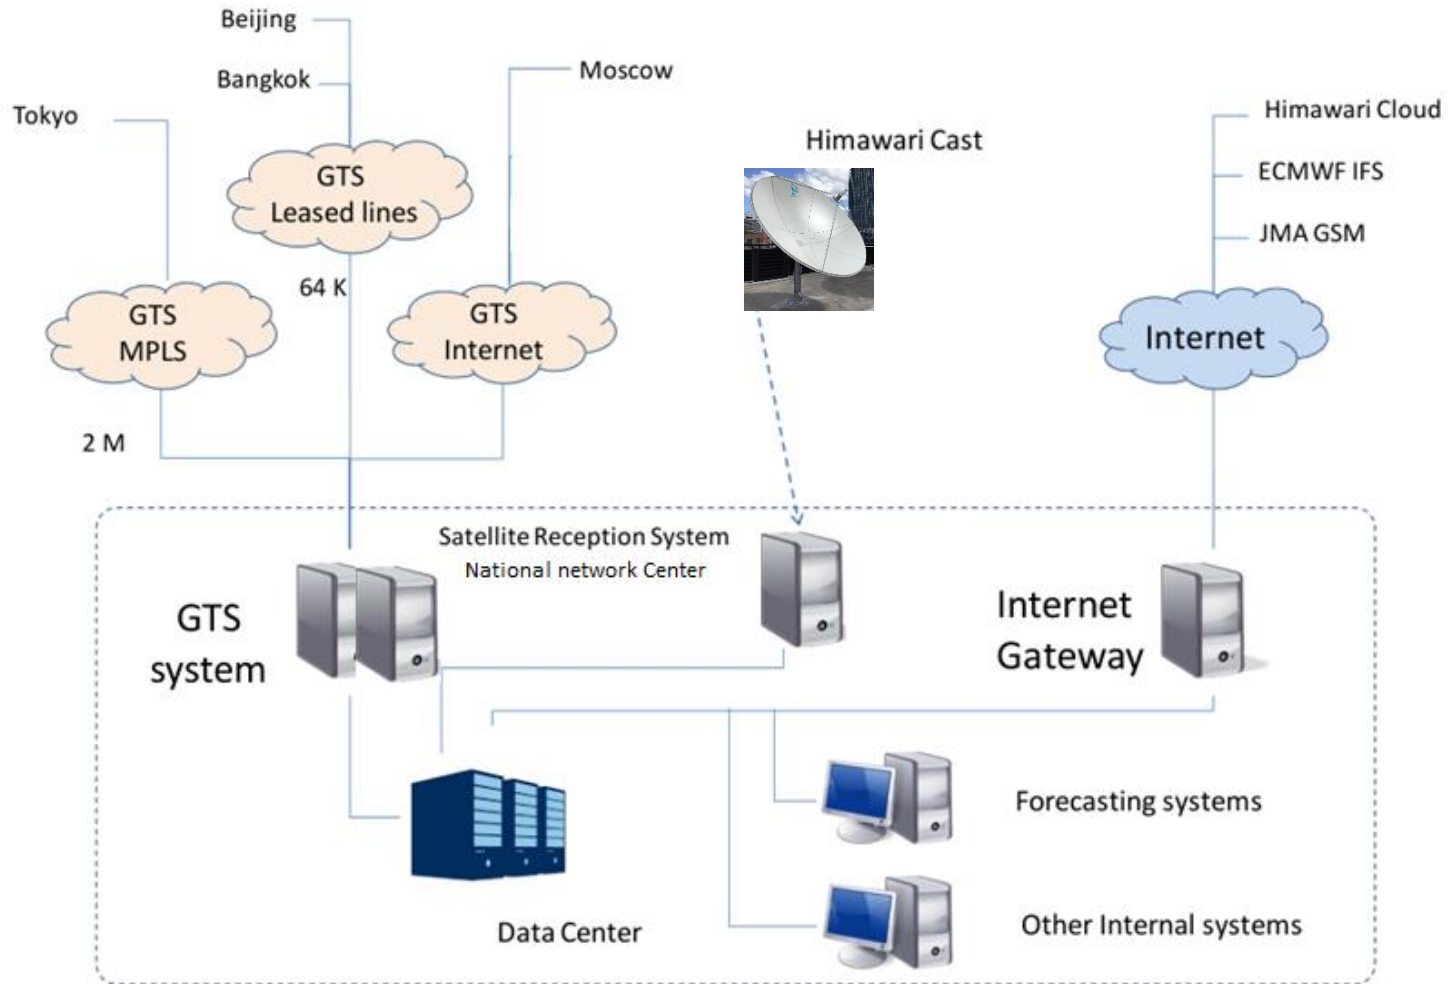 Beijing
Bangkok
Moscow
Tokyo
Himawari Cloud
Himawari Cast
ECMWF IFS
JMA GSM
GTS
Leased lines
64 K
GTS
MPLS
GTS
Internet
Internet
2 M
Satellite Reception System
National network Center
GTS
system
Internet
Gateway
Forecasting systems
Other Internal systems
Data Center